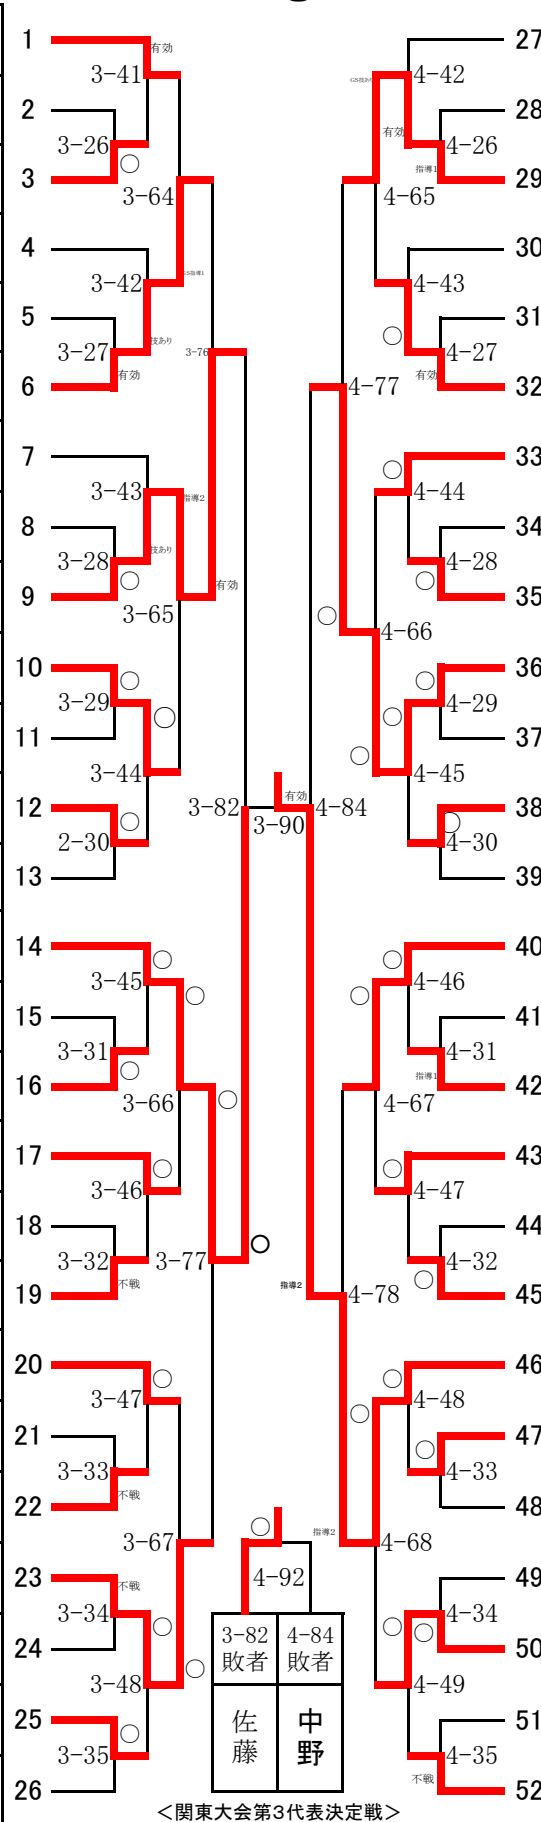 1 有効 27
3-41 GS技あり 4-42
2 有効 28
3-26 ○ 指導1 4-26
3 29
3-64 4-65
4 30
3-42 GS指導1 4-43
5 技あり ○ 31
3-27 有効 3-76 有効 4-27
6 4-77 32
7 ○ 33
3-43 指導2 4-44
8 技あり 34
3-28 ○ 有効 ○ 4-28
9 35
3-65 ○ 4-66
10 ○ ○ 36
3-29 ○ ○ 4-29
11 37
3-44 ○ 4-45
12 ○ 3-82 有効 4-84 ○ 38
2-30 3-90 4-30
13 39
14 ○ ○ 40
3-45 ○ ○ 4-46
15 41
3-31 ○ 指導1 4-31
16 42
3-66 ○ 4-67
17 ○ ○ 43
3-46 4-47
18 44
3-32 不戦 3-77 ○ 指導2 4-78 ○ 4-32
19 45
20 ○ ○ 46
3-47 ○ 4-48
21 ○ 47
3-33 不戦 4-33
22 48
3-67 ○ 指導2 4-68
23 不戦 4-92 49
3-34 ○ ○ ○ 4-34
24 3-82 4-84 50
敗者 敗者
3-48 ○ 4-49
25 ○ 佐藤 中野 51
3-35 不戦 4-35
26 52
＜関東大会第3代表決定戦＞